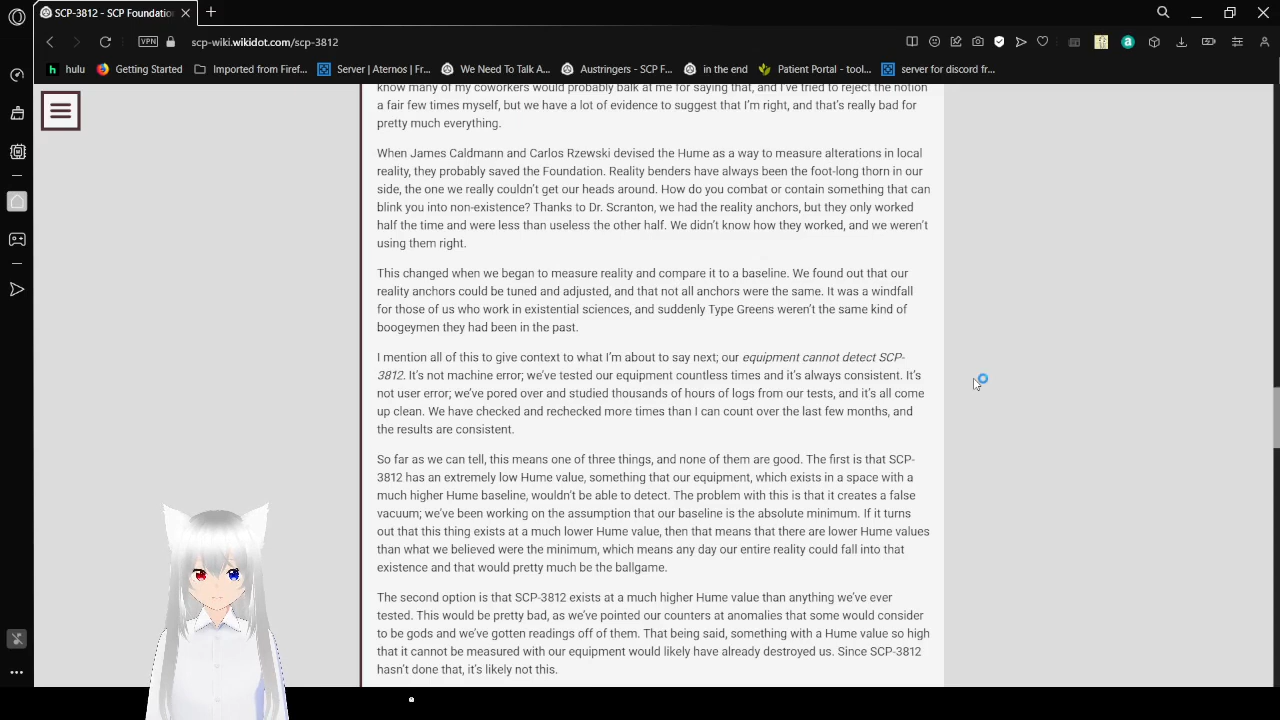 SCP-3812 - SCP Foundatio
scp-wiki.wikidot.com/scp-3812
VPN
hulu
Getting Started
Imported from Firef...
Server | Aternos | Fr...
We Need To Talk A...
Austringers - SCP F...
in the end
Patient Portal - tool...
server for discord fr...
know many of my coworkers would probably balk at me for saying that, and I've tried to reject the notion
a fair few times myself, but we have a lot of evidence to suggest that I'm right, and that's really bad for
pretty much everything.
When James Caldmann and Carlos Rzewski devised the Hume as a way to measure alterations in local
reality, they probably saved the Foundation. Reality benders have always been the foot-long thorn in our
side, the one we really couldn't get our heads around. How do you combat or contain something that can
blink you into non-existence? Thanks to Dr. Scranton, we had the reality anchors, but they only worked
half the time and were less than useless the other half. We didn't know how they worked, and we weren't
using them right.
This changed when we began to measure reality and compare it to a baseline. We found out that our
reality anchors could be tuned and adjusted, and that not all anchors were the same. It was a windfall
for those of us who work in existential sciences, and suddenly Type Greens weren't the same kind of
boogeymen they had been in the past.
I mention all of this to give context to what I'm about to say next; our equipment cannot detect SCP-
3812. It's not machine error; we've tested our equipment countless times and it's always consistent. It's
not user error; we've pored over and studied thousands of hours of logs from our tests, and it's all come
up clean. We have checked and rechecked more times than I can count over the last few months, and
the results are consistent.
So far as we can tell, this means one of three things, and none of them are good. The first is that SCP-
3812 has an extremely low Hume value, something that our equipment, which exists in a space with a
much higher Hume baseline, wouldn't be able to detect. The problem with this is that it creates a false
vacuum; we've been working on the assumption that our baseline is the absolute minimum. If it turns
out that this thing exists at a much lower Hume value, then that means that there are lower Hume values
than what we believed were the minimum, which means any day our entire reality could fall into that
existence and that would pretty much be the ballgame.
The second option is that SCP-3812 exists at a much higher Hume value than anything we've ever
tested. This would be pretty bad, as we've pointed our counters at anomalies that some would consider
to be gods and we've gotten readings off of them. That being said, something with a Hume value so high
that it cannot be measured with our equipment would likely have already destroyed us. Since SCP-3812
hasn't done that, it's likely not this.